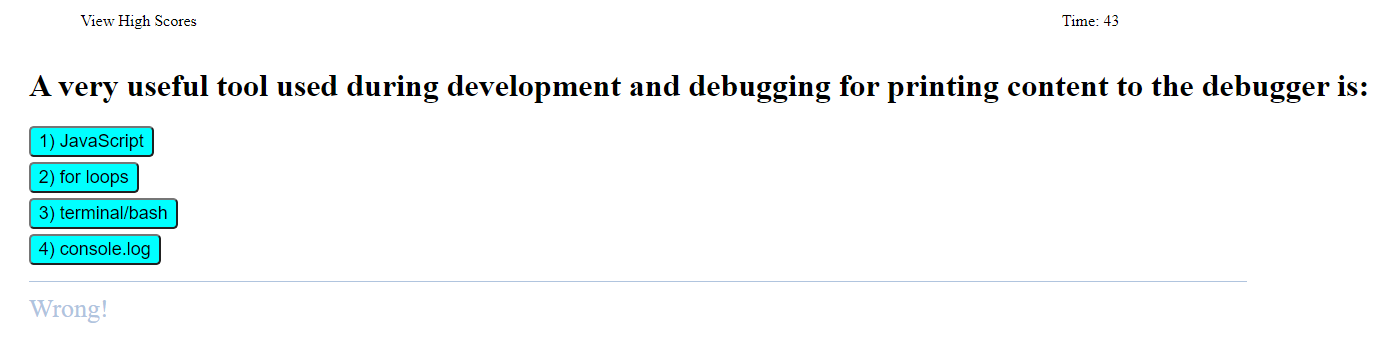 View High Scores Time: 43
A very useful tool used during development and debugging for printing content to the debugger is:
1) JavaScript
2) for loops
3) terminal/bash
4) console.log
Wrong!